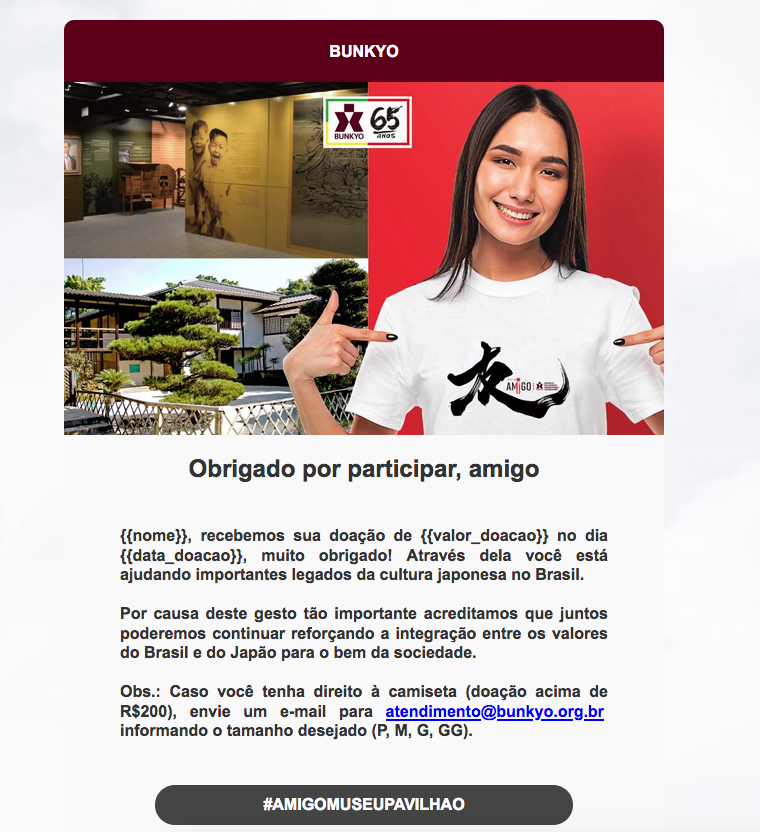 BUNKYO
BUNKYO
65
ANOS
友
AMIGO
Obrigado por participar, amigo
{{nome}}, recebemos sua doação de {{valor_doacao}} no dia
{{data_doacao}}, muito obrigado! Através dela você está
ajudando importantes legados da cultura japonesa no Brasil.
Por causa deste gesto tão importante acreditamos que juntos
poderemos continuar reforçando a integração entre os valores
do Brasil e do Japão para o bem da sociedade.
Obs.: Caso você tenha direito à camiseta (doação acima de
R$200), envie um e-mail para atendimento@bunkyo.org.br
informando o tamanho desejado (P, M, G, GG).
#AMIGOMUSEUPAVILHAO